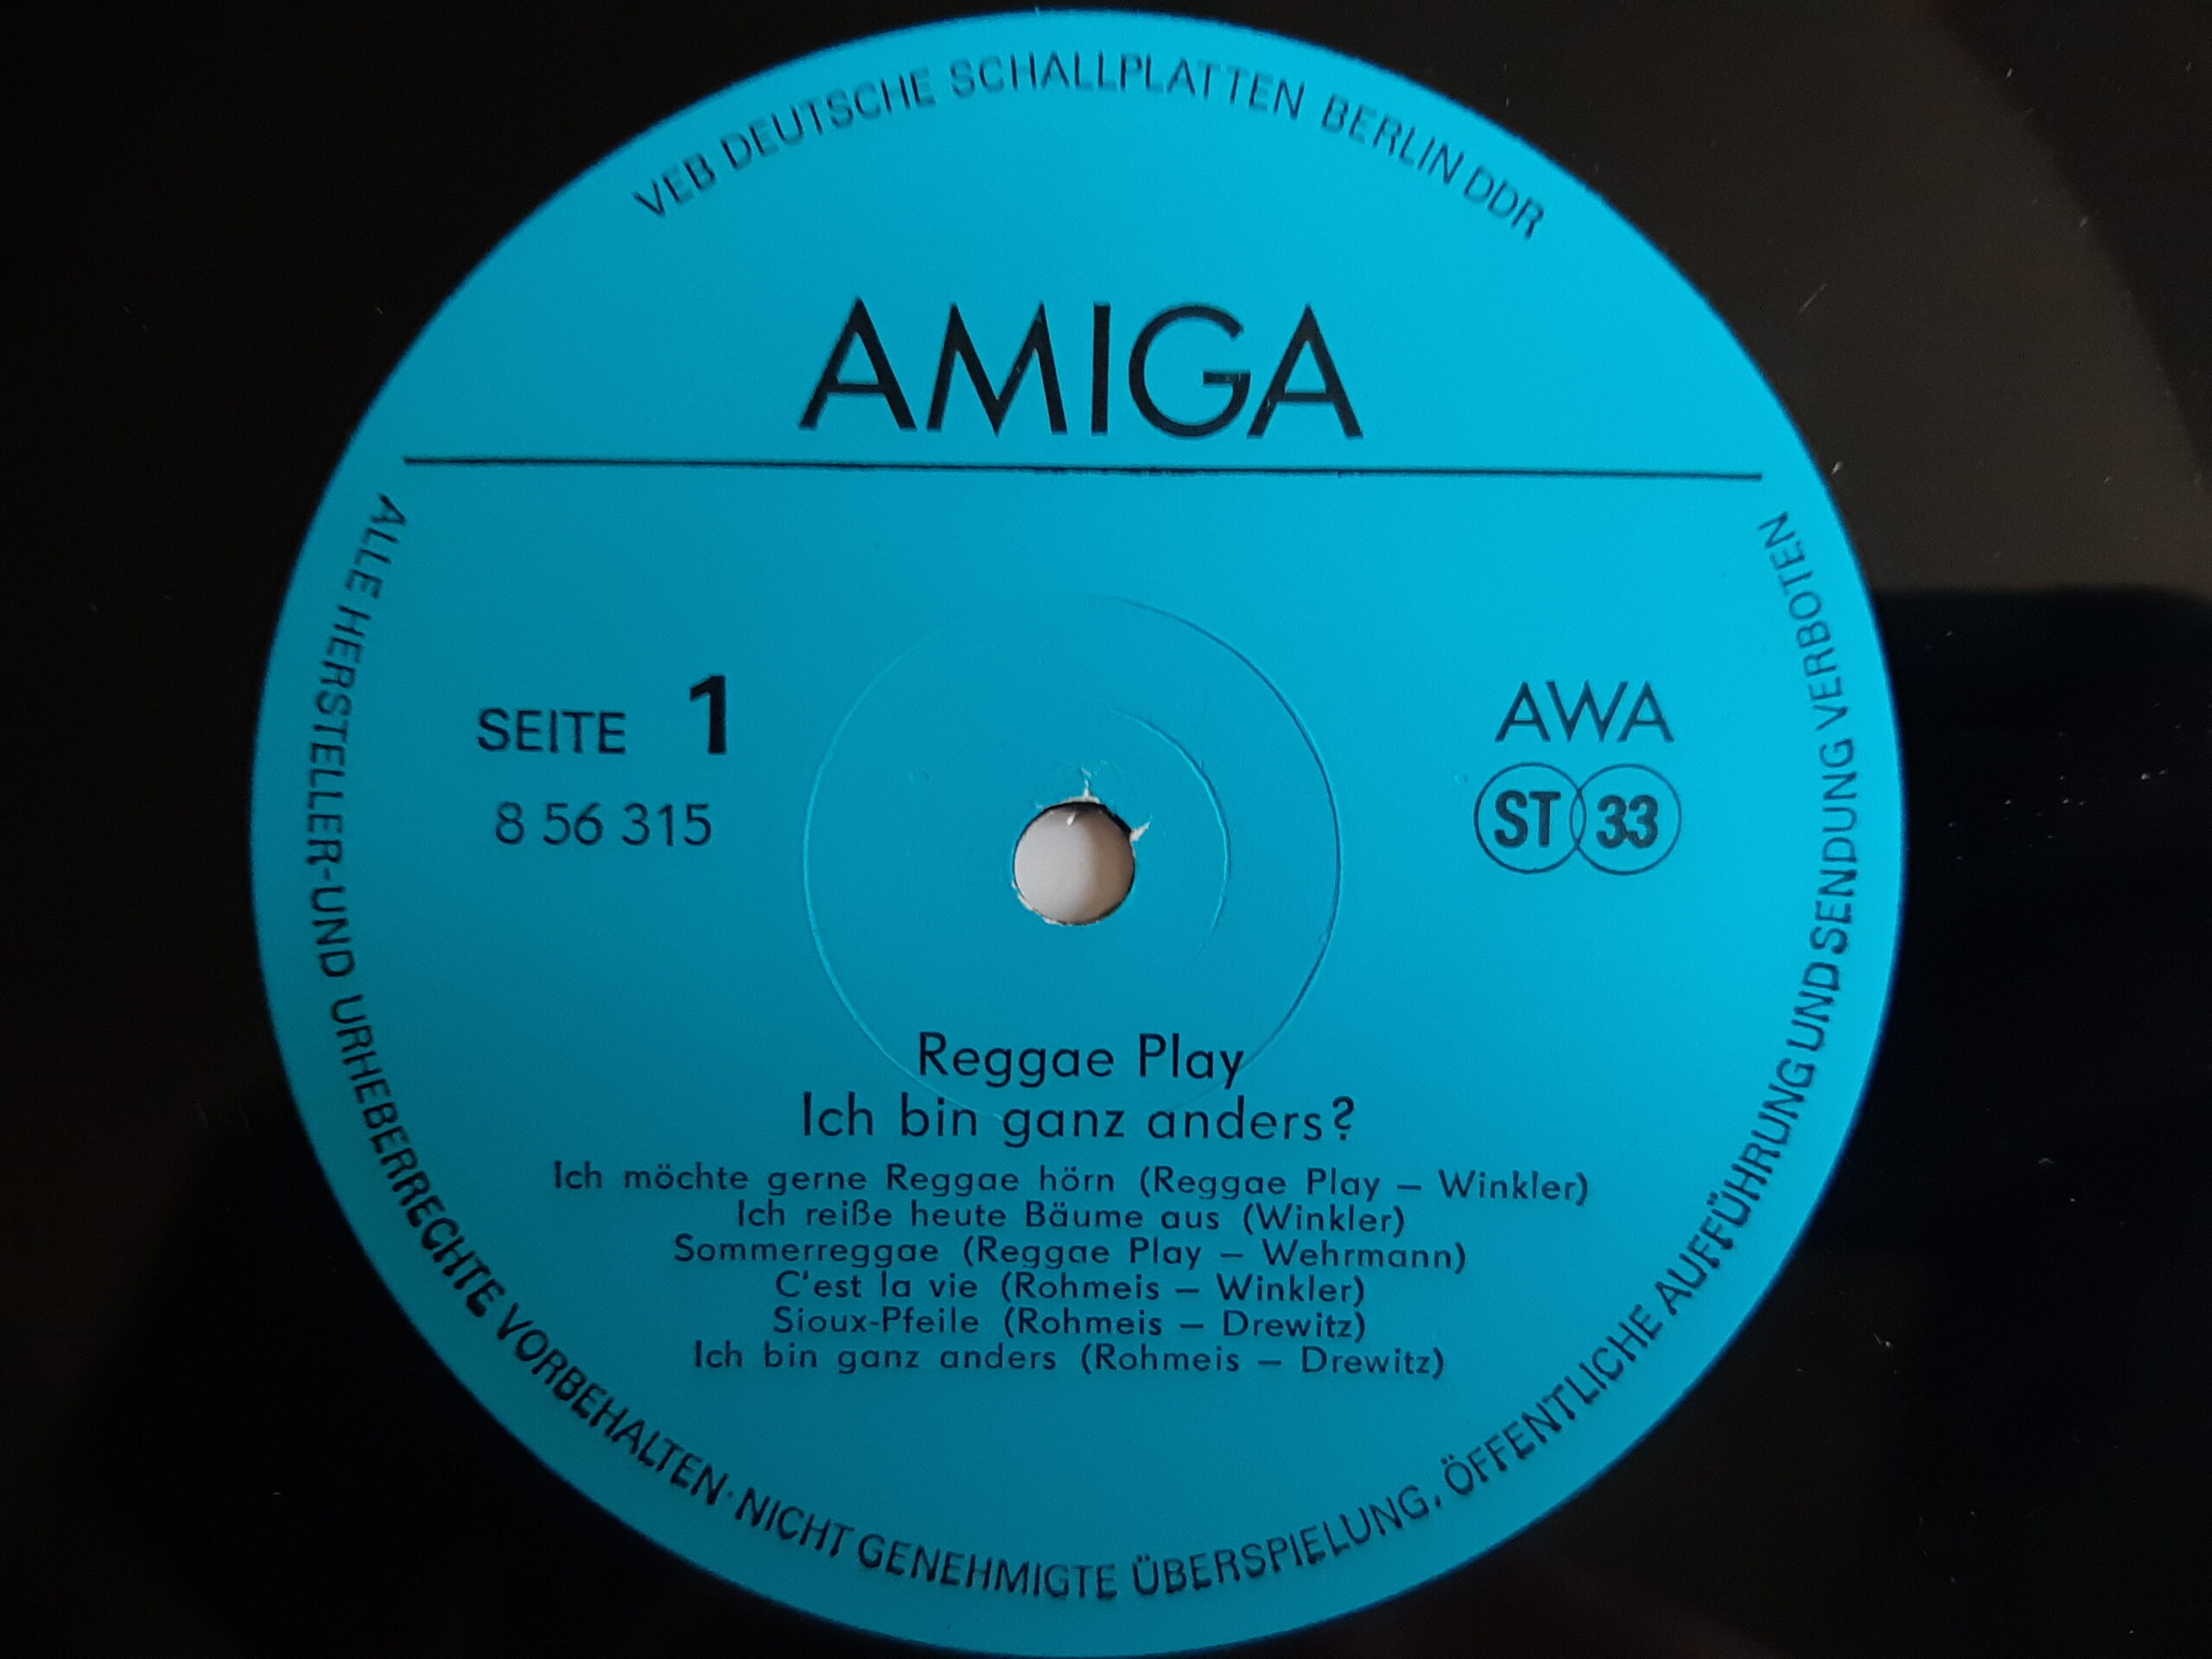 VEB DEUTSCHE SCHALLPLATTEN BERLIN DDR
AMIGA
SEITE 1
8 56 315
AWA
ST 33
Reggae Play
Ich bin ganz anders?
Ich möchte gerne Reggae hörn (Reggae Play – Winkler)
Ich reiße heute Bäume aus (Winkler)
Sommerreggae (Reggae Play – Wehrmann)
C'est la vie (Rohmeis – Winkler)
Sioux-Pfeile (Rohmeis – Drewitz)
Ich bin ganz anders (Rohmeis – Drewitz)
ALLE HERSTELLER-UND URHEBERRECHTE VORBEHALTEN·NICHT GENEHMIGTE ÜBERSPIELUNG, ÖFFENTLICHE AUFFÜHRUNG UND SENDUNG VERBOTEN